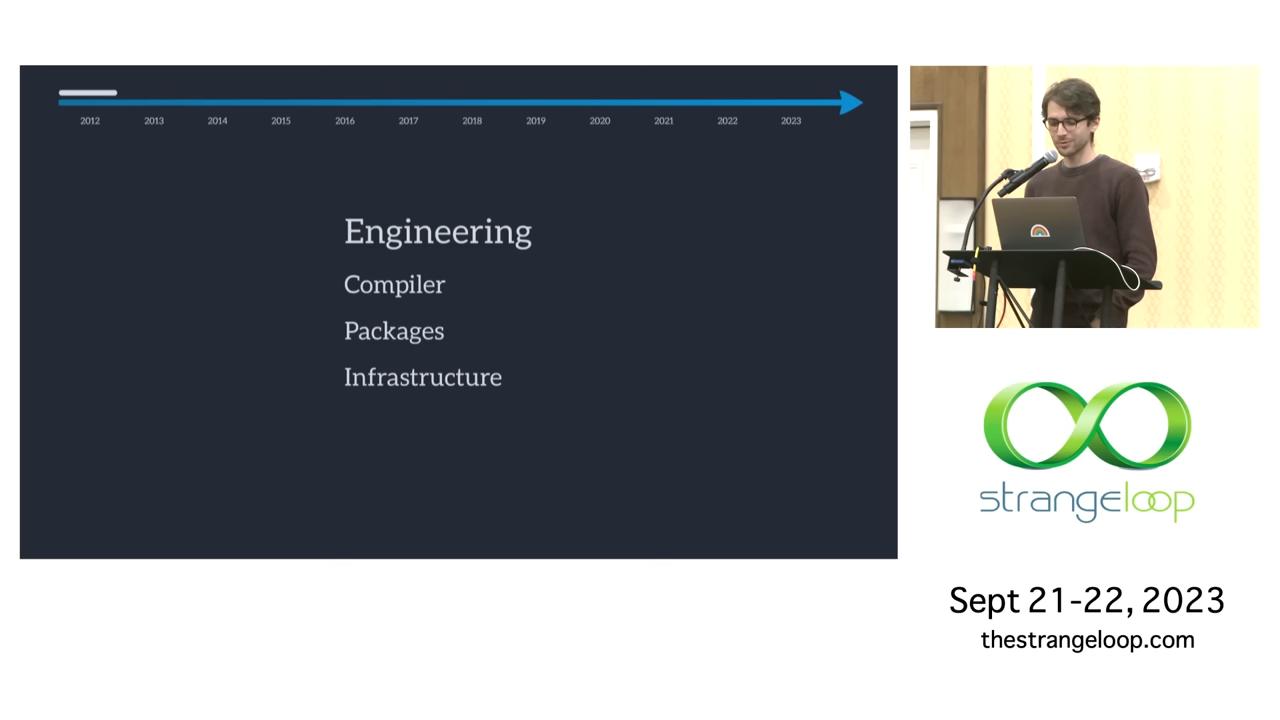 2012 2013 2014 2015 2016 2017 2018 2019 2020 2021 2022 2023
Engineering
Compiler
Packages
Infrastructure
strangeloop
Sept 21-22, 2023
thestrangeloop.com